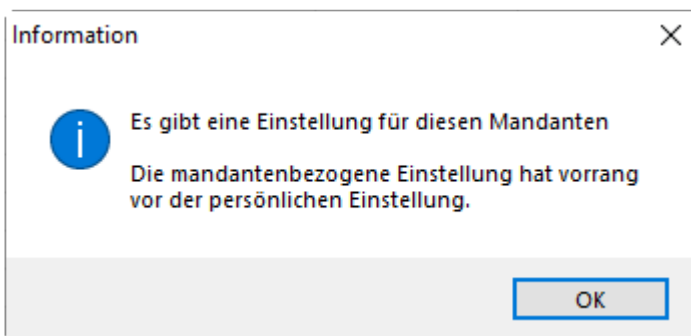 Information
Es gibt eine Einstellung für diesen Mandanten
Die mandantenbezogene Einstellung hat vorrang
vor der persönlichen Einstellung.
OK